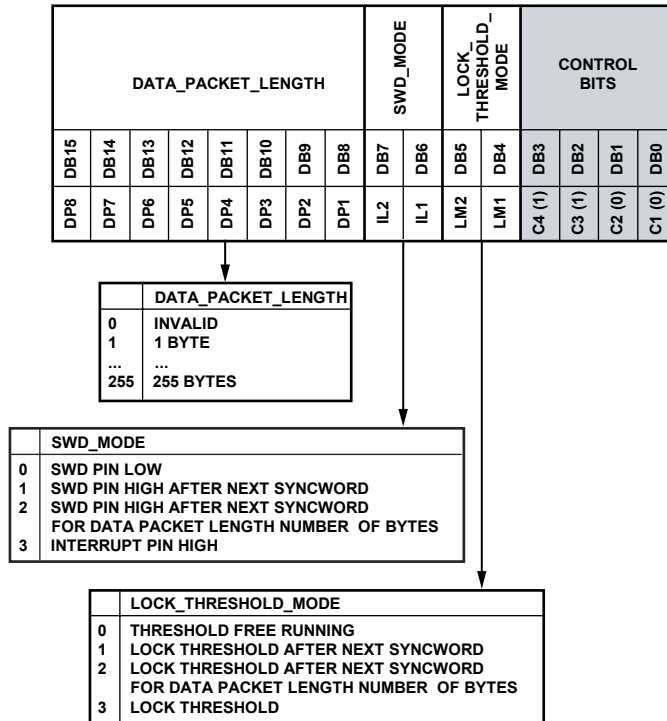 DATA_PACKET_LENGTH
SWD_MODE
LOCK_
THRESHOLD_
MODE
CONTROL
BITS
DB15 DB14 DB13 DB12 DB11 DB10 DB9 DB8 DB7 DB6 DB5 DB4 DB3 DB2 DB1 DB0
DP8 DP7 DP6 DP5 DP4 DP3 DP2 DP1 IL2 IL1 LM2 LM1 C4 (1) C3 (1) C2 (0) C1 (0)
DATA_PACKET_LENGTH
0 INVALID
1 1 BYTE
... ...
255 255 BYTES
SWD_MODE
0 SWD PIN LOW
1 SWD PIN HIGH AFTER NEXT SYNCWORD
2 SWD PIN HIGH AFTER NEXT SYNCWORD
FOR DATA PACKET LENGTH NUMBER OF BYTES
3 INTERRUPT PIN HIGH
LOCK_THRESHOLD_MODE
0 THRESHOLD FREE RUNNING
1 LOCK THRESHOLD AFTER NEXT SYNCWORD
2 LOCK THRESHOLD AFTER NEXT SYNCWORD
FOR DATA PACKET LENGTH NUMBER OF BYTES
3 LOCK THRESHOLD